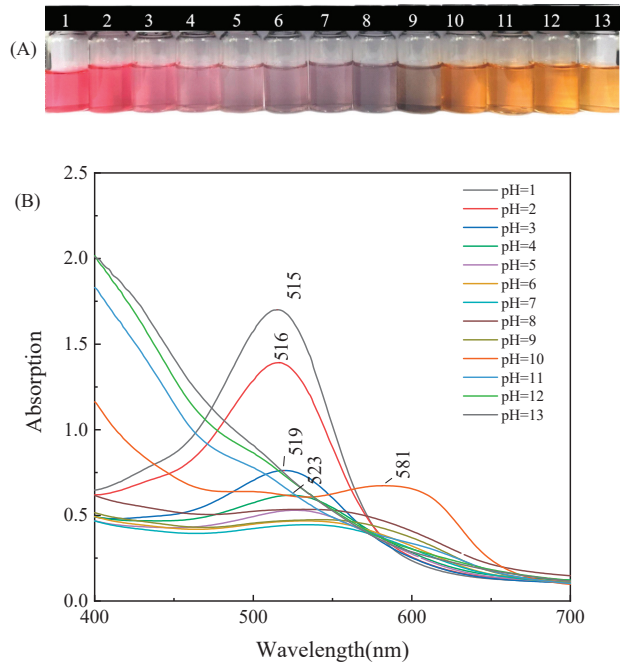 (A)
1 2 3 4 5 6 7 8 9 10 11 12 13
(B)
2.5
2.0
1.5
1.0
0.5
0.0
Absorption
400 500 600 700
Wavelength(nm)
515
516
519
523
581
pH=1
pH=2
pH=3
pH=4
pH=5
pH=6
pH=7
pH=8
pH=9
pH=10
pH=11
pH=12
pH=13